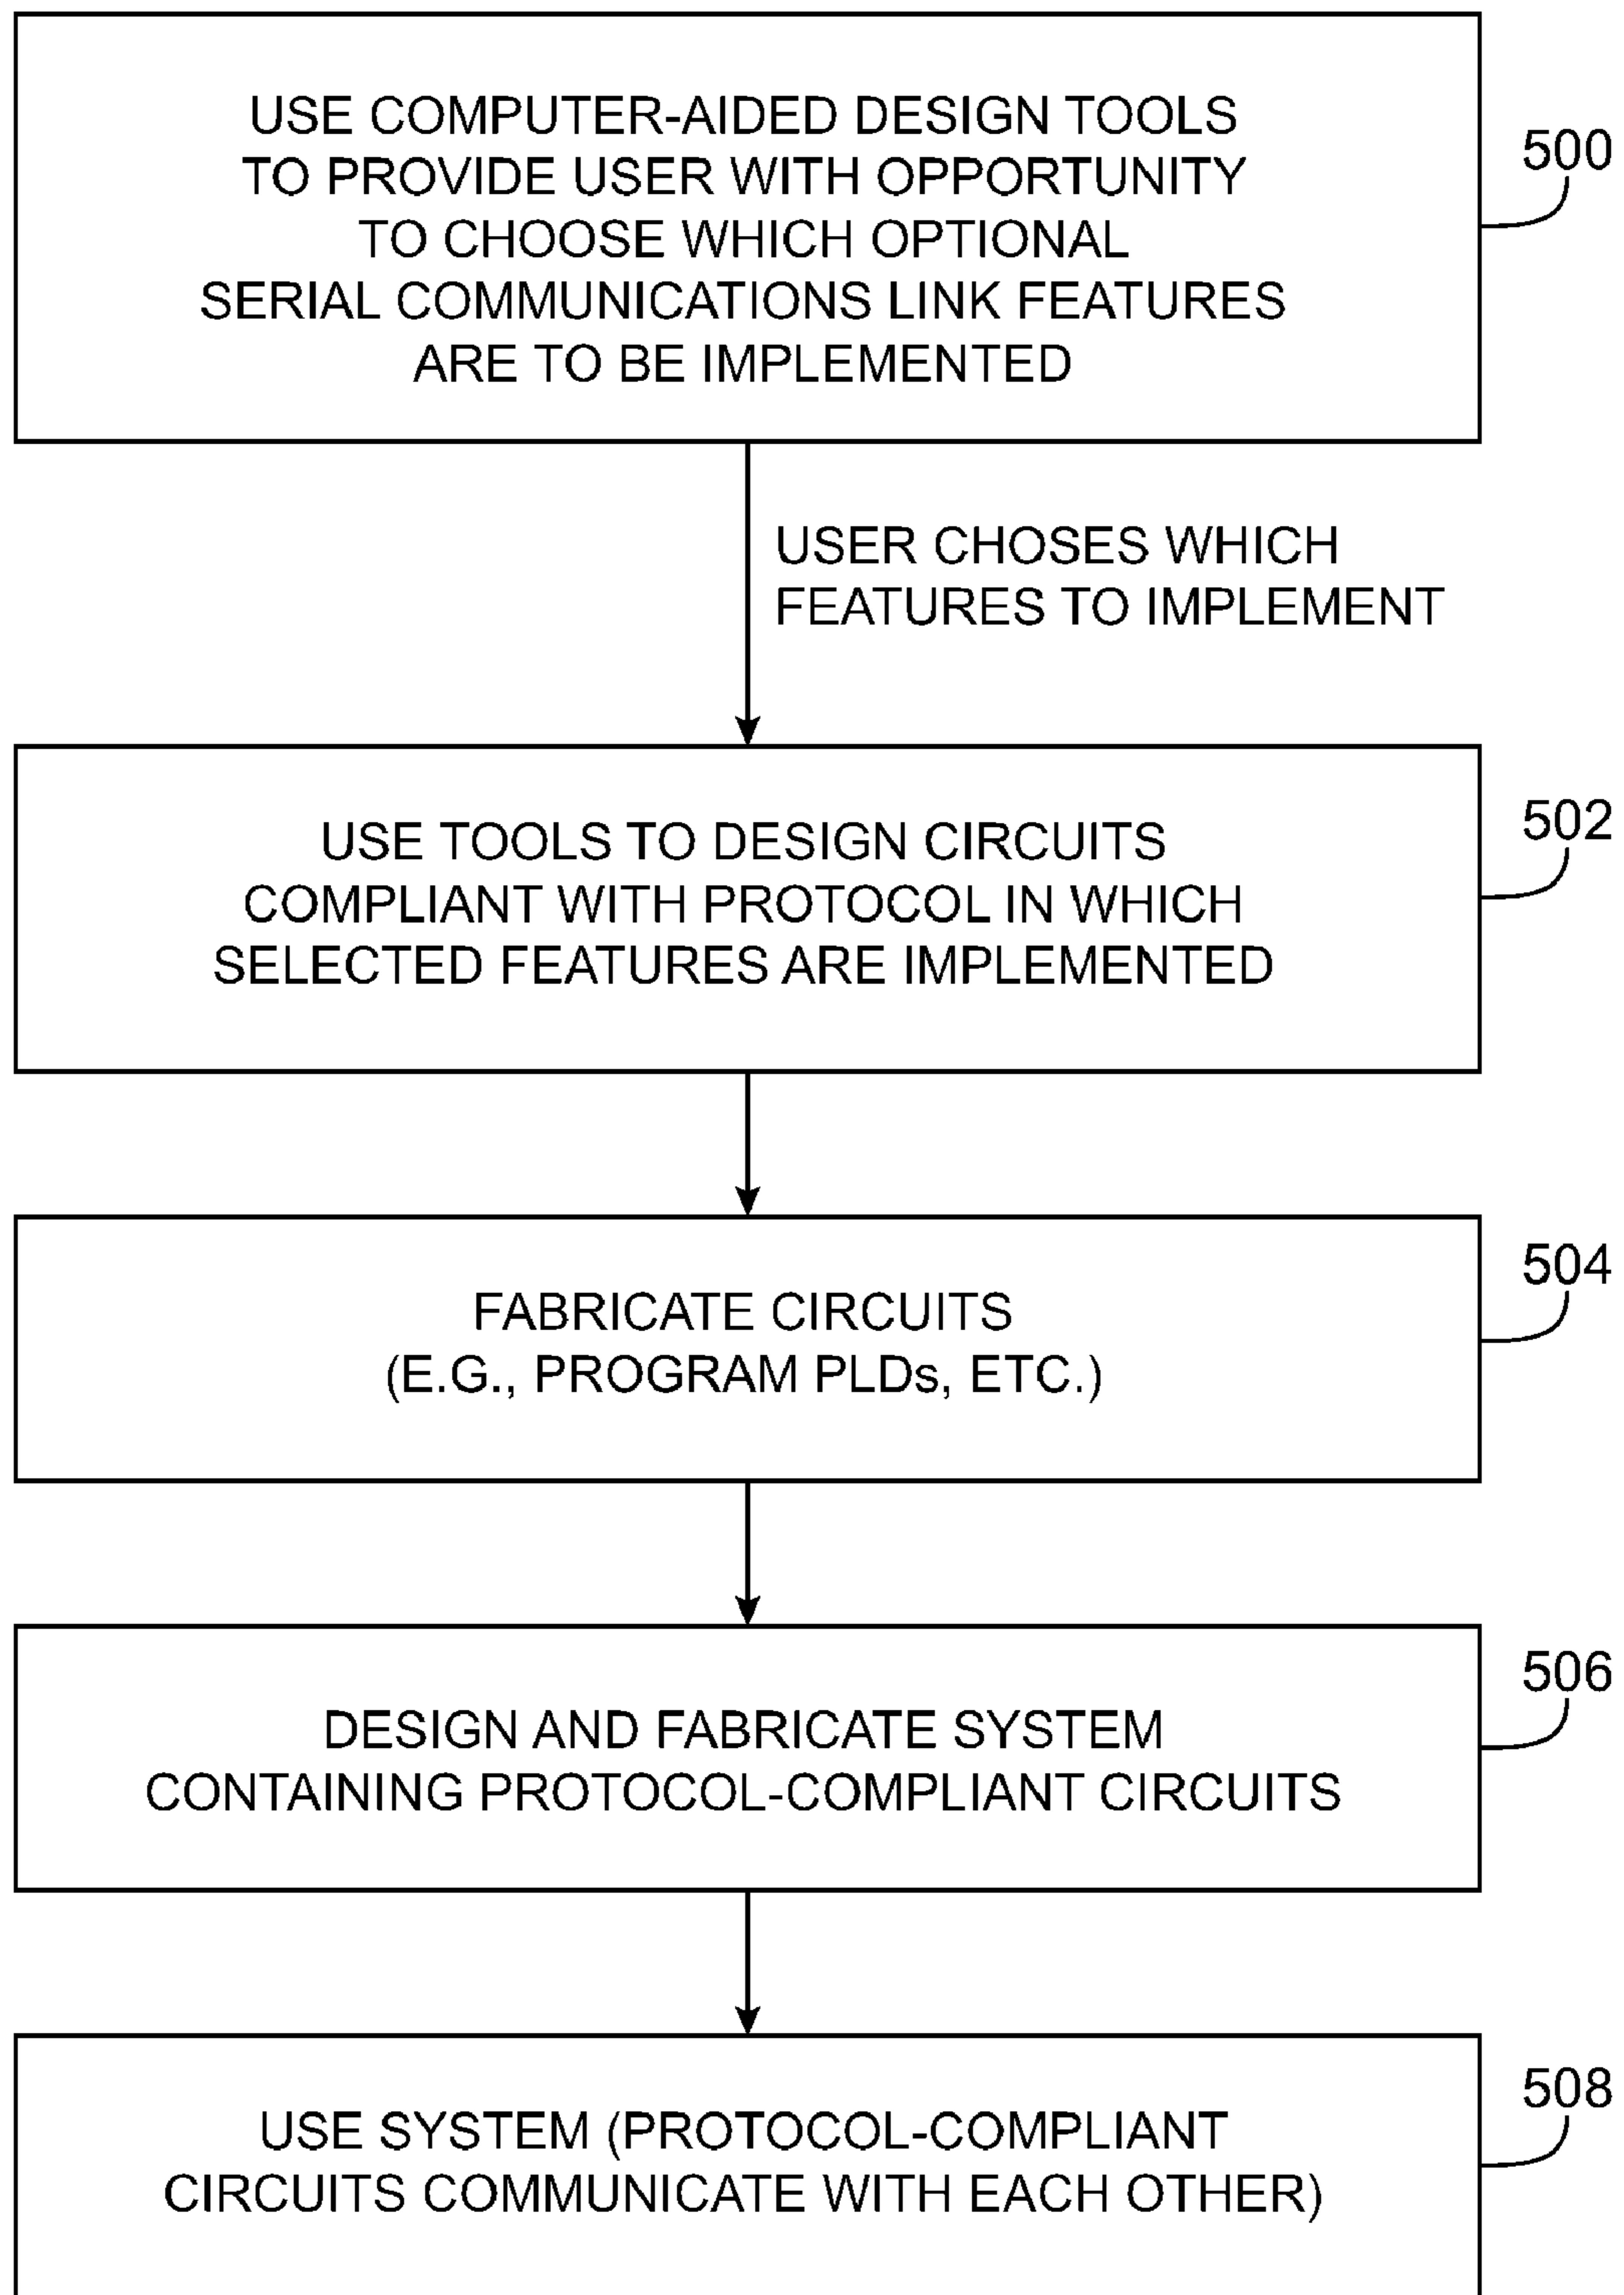 USE COMPUTER-AIDED DESIGN TOOLS
TO PROVIDE USER WITH OPPORTUNITY
TO CHOOSE WHICH OPTIONAL
SERIAL COMMUNICATIONS LINK FEATURES
ARE TO BE IMPLEMENTED
500
USER CHOSES WHICH
FEATURES TO IMPLEMENT
USE TOOLS TO DESIGN CIRCUITS
COMPLIANT WITH PROTOCOL IN WHICH
SELECTED FEATURES ARE IMPLEMENTED
502
FABRICATE CIRCUITS
(E.G., PROGRAM PLDs, ETC.)
504
DESIGN AND FABRICATE SYSTEM
CONTAINING PROTOCOL-COMPLIANT CIRCUITS
506
USE SYSTEM (PROTOCOL-COMPLIANT
CIRCUITS COMMUNICATE WITH EACH OTHER)
508